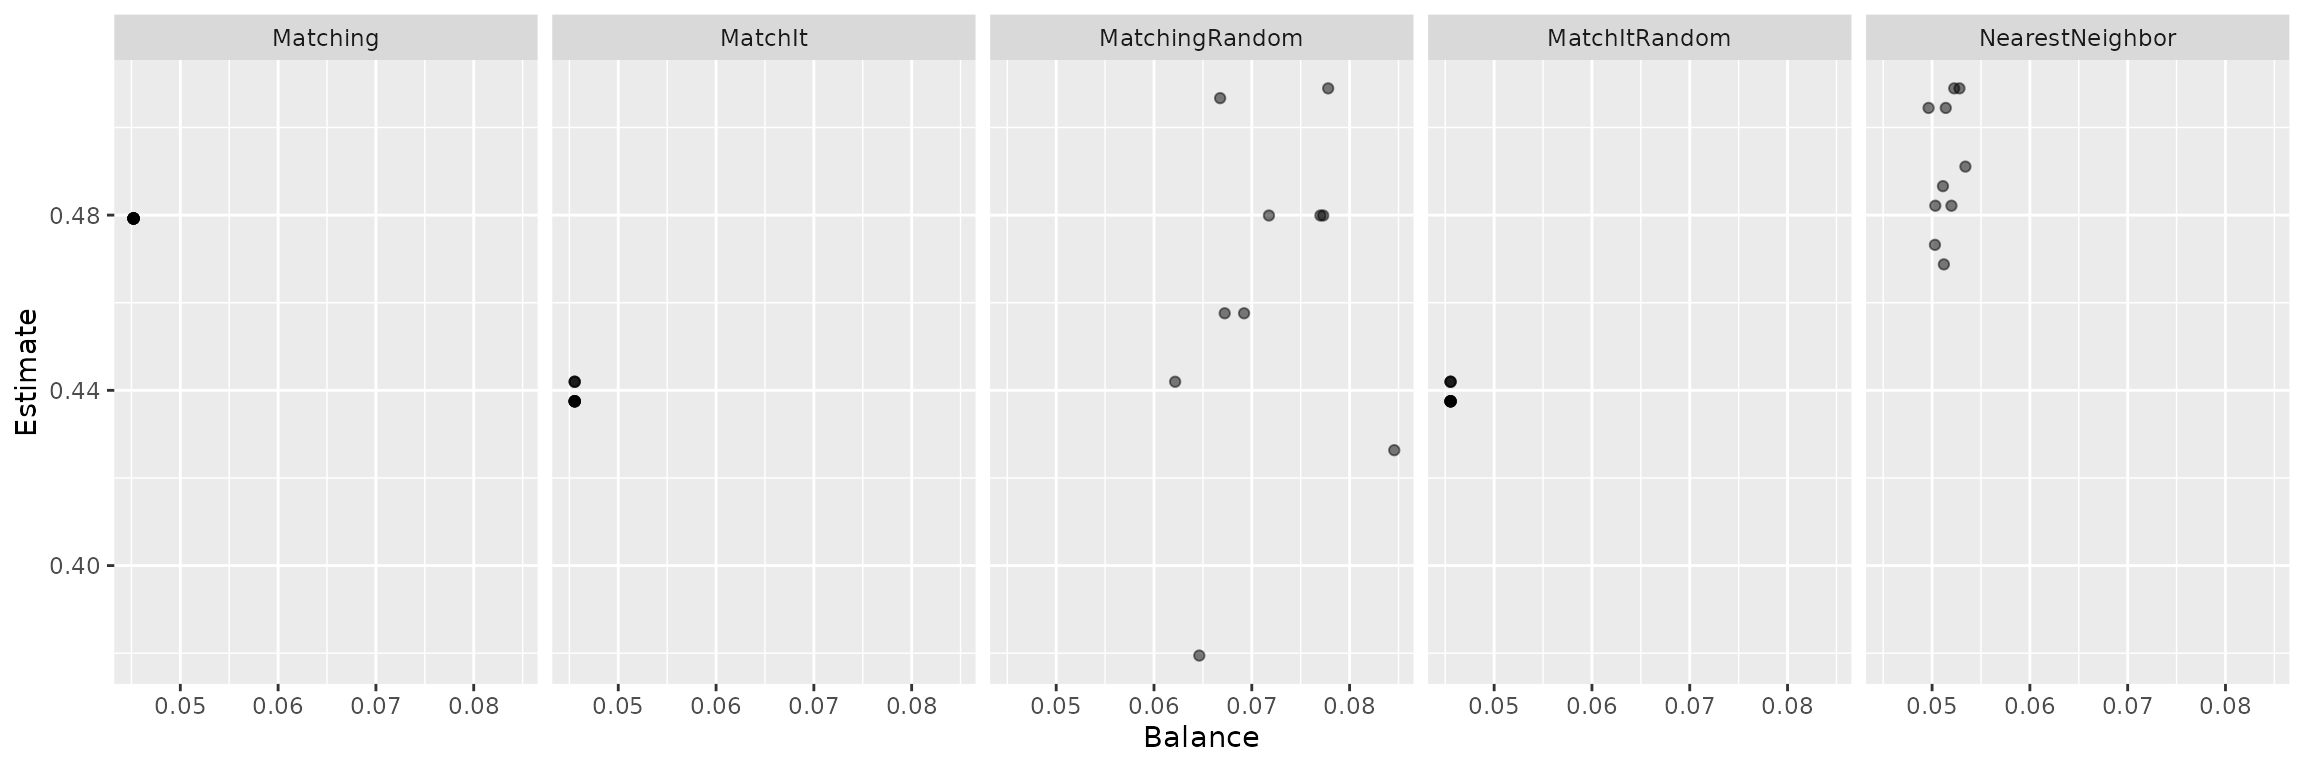 Matching MatchIt MatchingRandom MatchItRandom NearestNeighbor
Estimate
0.48
0.44
0.40
0.05 0.06 0.07 0.08 0.05 0.06 0.07 0.08 0.05 0.06 0.07 0.08 0.05 0.06 0.07 0.08 0.05 0.06 0.07 0.08
Balance